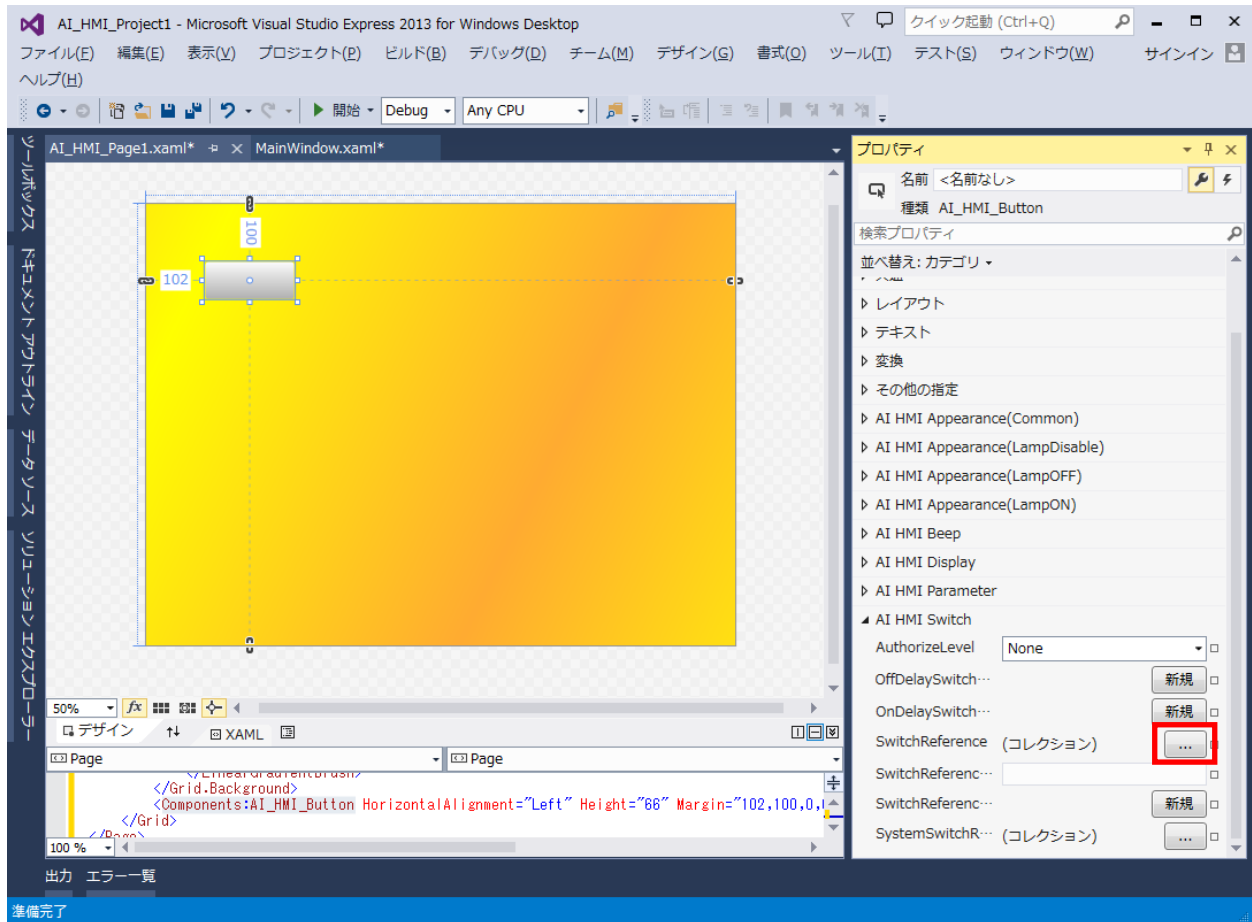 AI_HMI_Project1 - Microsoft Visual Studio Express 2013 for Windows Desktop
クイック起動 (Ctrl+Q)
ファイル(F) 編集(E) 表示(V) プロジェクト(P) ビルド(B) デバッグ(D) チーム(M) デザイン(G) 書式(O) ツール(T) テスト(S) ウィンドウ(W) サインイン
ヘルプ(H)
開始 Debug Any CPU
ツールボックス
ドキュメント アウトライン
データ ソース
ソリューション エクスプローラー
AI_HMI_Page1.xaml* MainWindow.xaml*
100
102
50% fx
デザイン XAML
Page Page
</LinearGradientBrush>
</Grid.Background>
<Components:AI_HMI_Button HorizontalAlignment="Left" Height="66" Margin="102,100,0,
</Grid>
</Page>
100 %
プロパティ
名前 <名前なし>
種類 AI_HMI_Button
検索プロパティ
並べ替え: カテゴリ
共通
レイアウト
テキスト
変換
その他の指定
AI HMI Appearance(Common)
AI HMI Appearance(LampDisable)
AI HMI Appearance(LampOFF)
AI HMI Appearance(LampON)
AI HMI Beep
AI HMI Display
AI HMI Parameter
AI HMI Switch
AuthorizeLevel None
OffDelaySwitch… 新規
OnDelaySwitch… 新規
SwitchReference (コレクション) ...
SwitchReferenc…
SwitchReferenc… 新規
SystemSwitchR… (コレクション) ...
出力 エラー一覧
準備完了